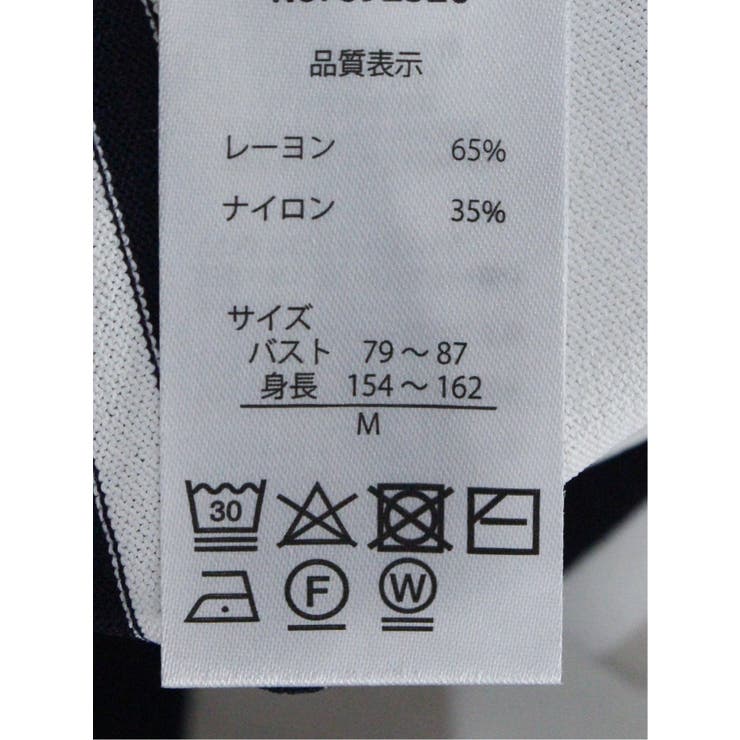 品質表示
レーヨン 65%
ナイロン 35%
サイズ
バスト 79～87
身長 154～162
M
30
F W